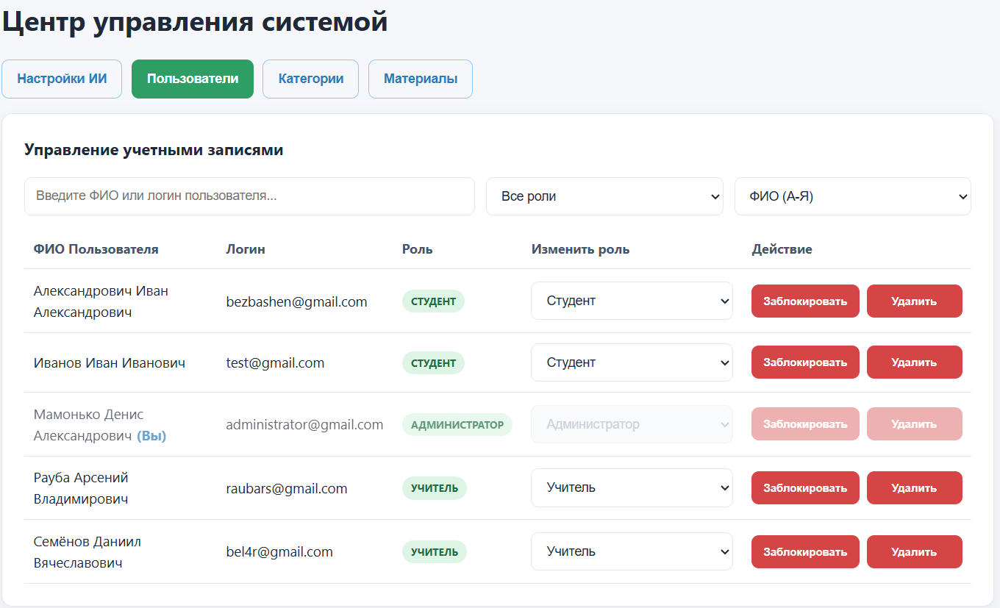 Центр управления системой
Настройки ИИ Пользователи Категории Материалы
Управление учетными записями
Введите ФИО или логин пользователя... Все роли ФИО (А-Я)
ФИО Пользователя Логин Роль Изменить роль Действие
Александрович Иван
Александрович
bezbashen@gmail.com СТУДЕНТ Студент Заблокировать Удалить
Иванов Иван Иванович test@gmail.com СТУДЕНТ Студент Заблокировать Удалить
Мамонько Денис
Александрович (Вы)
administrator@gmail.com АДМИНИСТРАТОР Администратор Заблокировать Удалить
Рауба Арсений
Владимирович
raubars@gmail.com УЧИТЕЛЬ Учитель Заблокировать Удалить
Семёнов Даниил
Вячеславович
bel4r@gmail.com УЧИТЕЛЬ Учитель Заблокировать Удалить